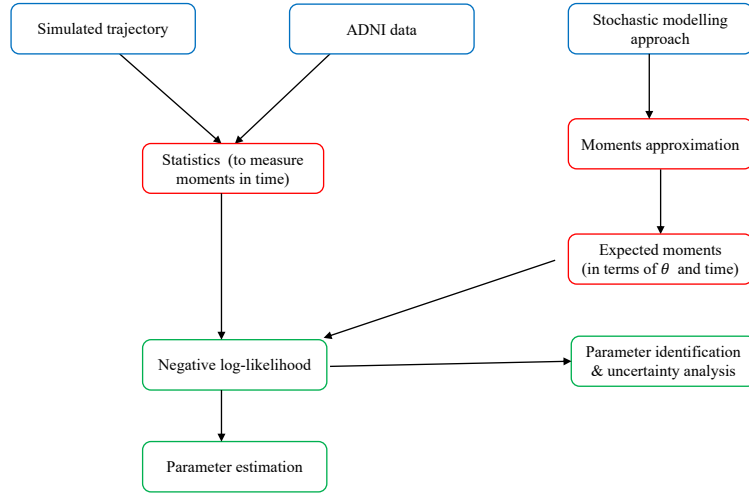 Simulated trajectory
ADNI data
Stochastic modelling
approach
Statistics (to measure
moments in time)
Moments approximation
Expected moments
(in terms of θ and time)
Negative log-likelihood
Parameter identification
& uncertainty analysis
Parameter estimation